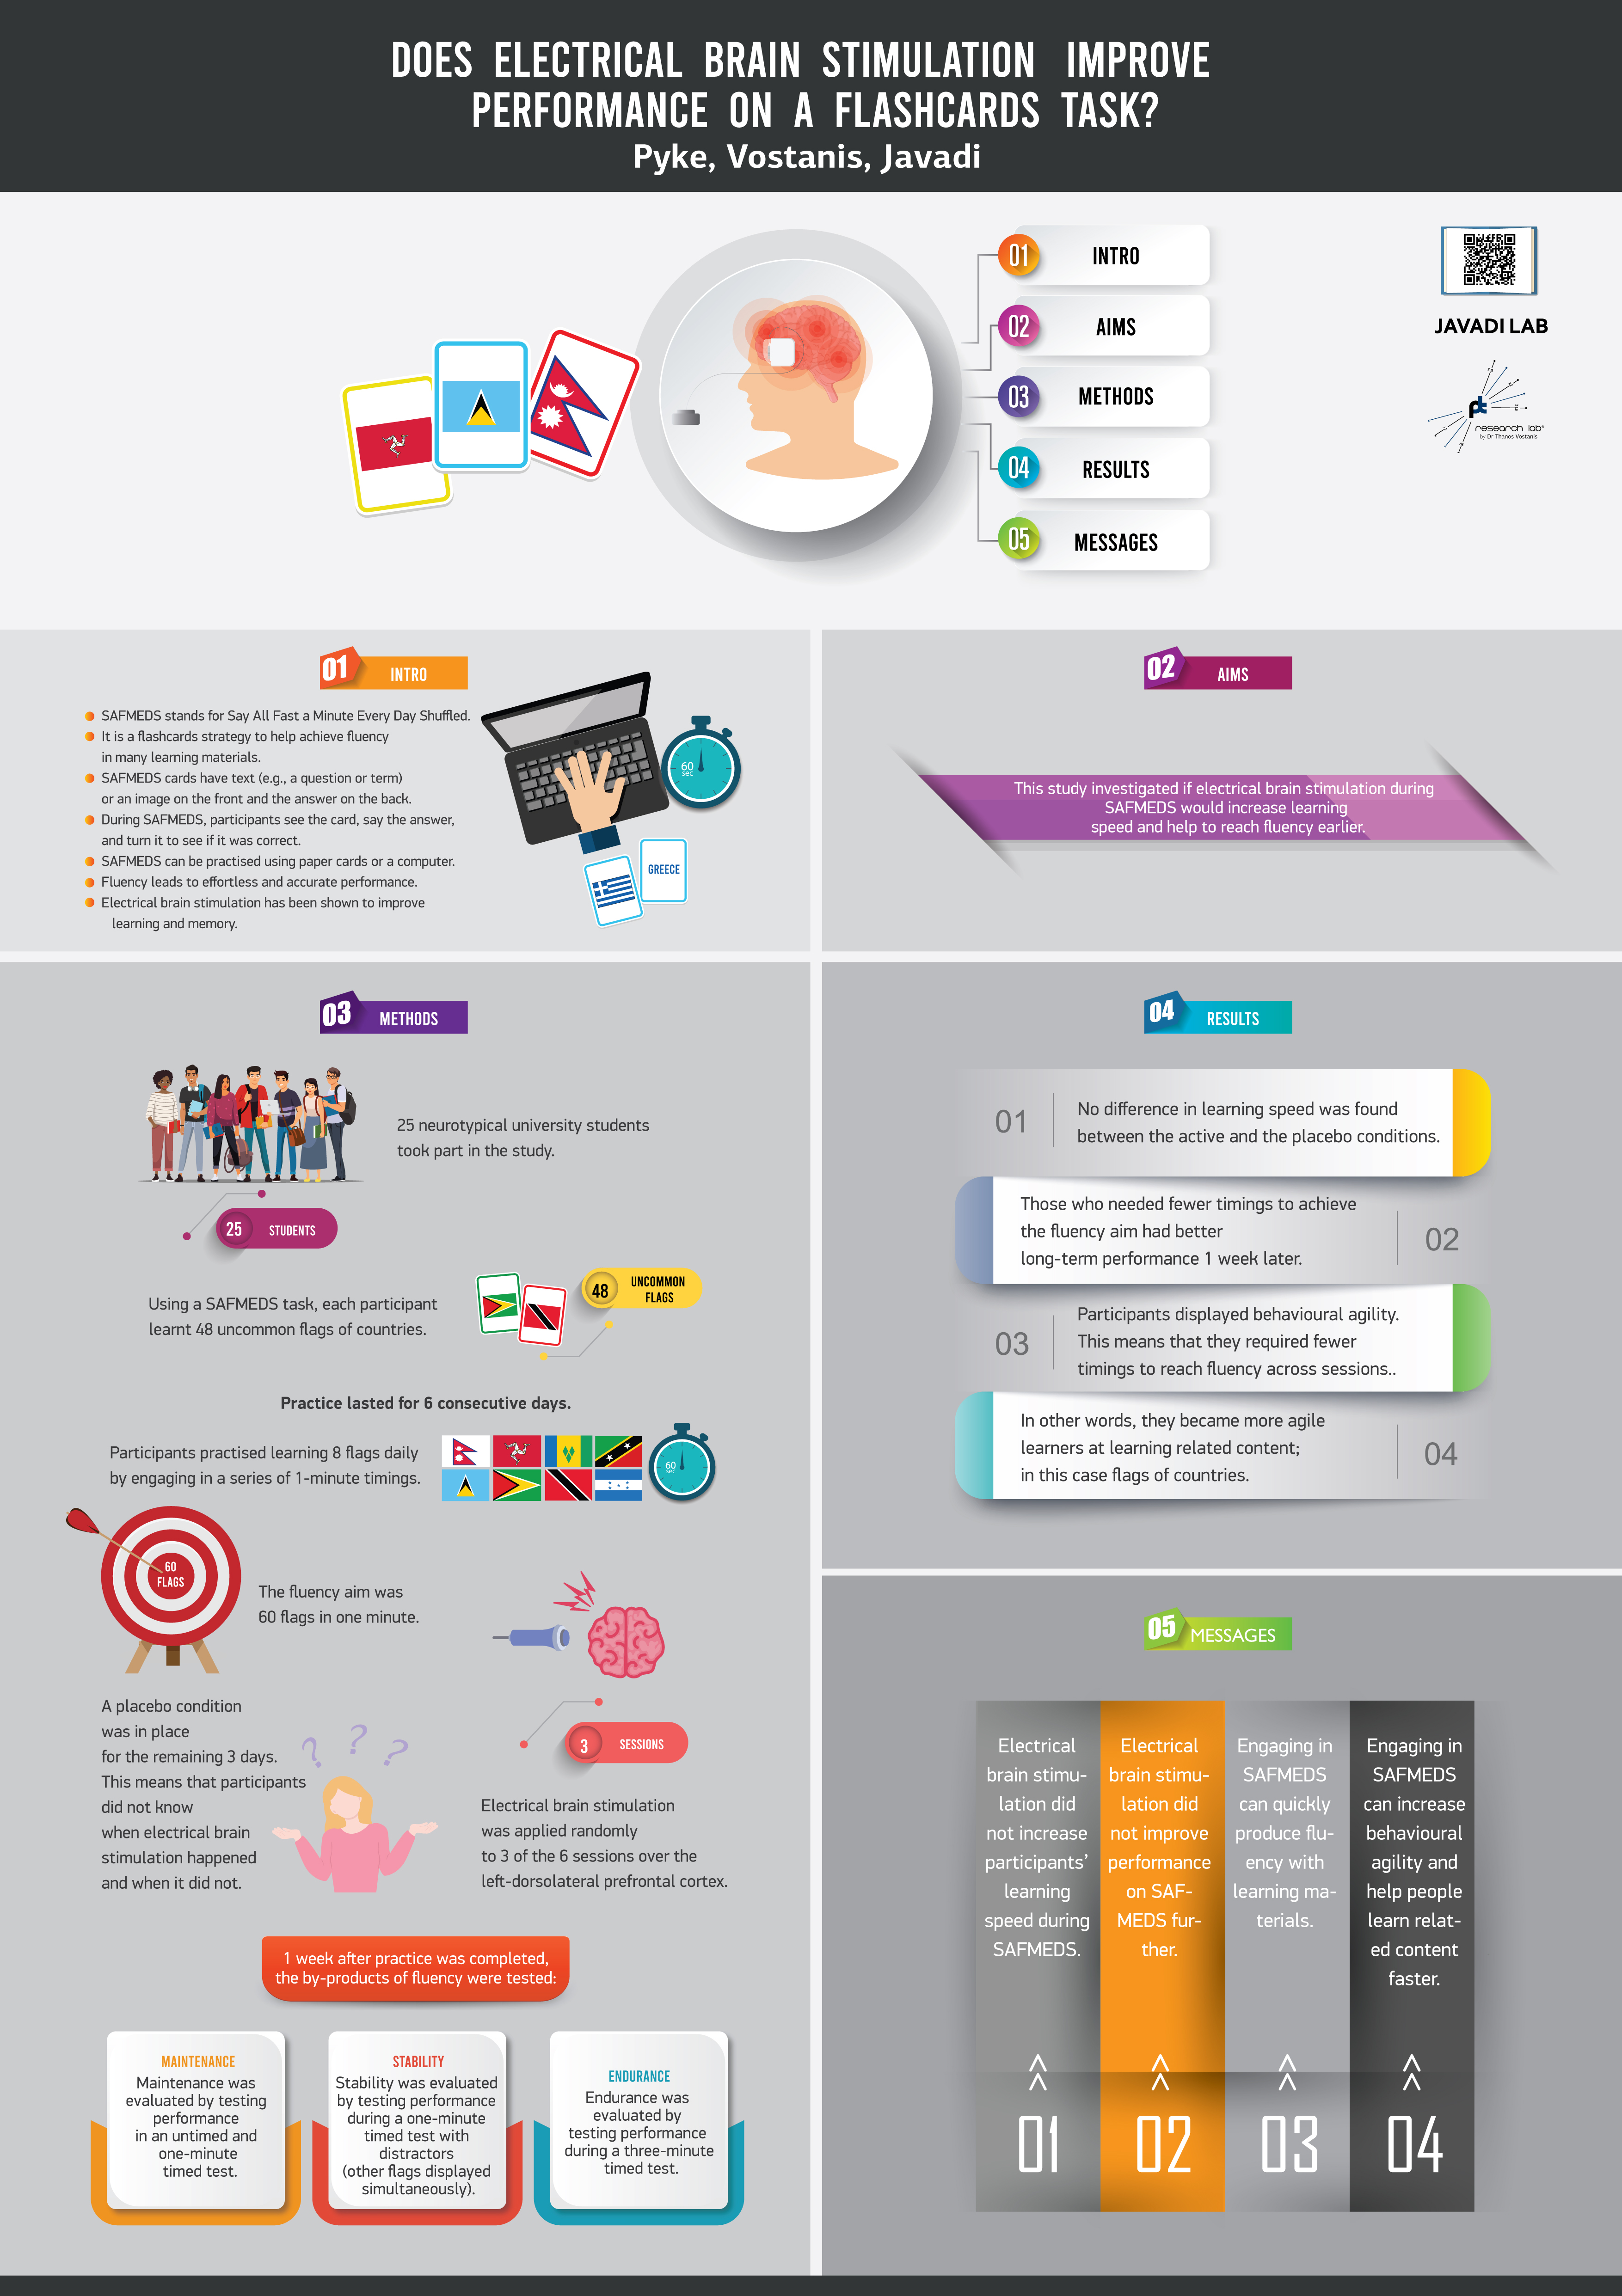 DOES ELECTRICAL BRAIN STIMULATION IMPROVE
PERFORMANCE ON A FLASHCARDS TASK?
Pyke, Vostanis, Javadi
01 INTRO
02 AIMS
03 METHODS
04 RESULTS
05 MESSAGES
JAVADI LAB
pt
research lab
by Dr Thanos Vostanis
01 INTRO
SAFMEDS stands for Say All Fast a Minute Every Day Shuffled.
It is a flashcards strategy to help achieve fluency
in many learning materials.
SAFMEDS cards have text (e.g., a question or term)
or an image on the front and the answer on the back.
During SAFMEDS, participants see the card, say the answer,
and turn it to see if it was correct.
SAFMEDS can be practised using paper cards or a computer.
Fluency leads to effortless and accurate performance.
Electrical brain stimulation has been shown to improve
learning and memory.
60
sec
GREECE
02 AIMS
This study investigated if electrical brain stimulation during
SAFMEDS would increase learning
speed and help to reach fluency earlier.
03 METHODS
25 neurotypical university students
took part in the study.
25 STUDENTS
Using a SAFMEDS task, each participant
learnt 48 uncommon flags of countries.
48 UNCOMMON
FLAGS
Practice lasted for 6 consecutive days.
Participants practised learning 8 flags daily
by engaging in a series of 1-minute timings.
60
sec
60
FLAGS
The fluency aim was
60 flags in one minute.
A placebo condition
was in place
for the remaining 3 days.
This means that participants
did not know
when electrical brain
stimulation happened
and when it did not.
? ? ?
3 SESSIONS
Electrical brain stimulation
was applied randomly
to 3 of the 6 sessions over the
left-dorsolateral prefrontal cortex.
1 week after practice was completed,
the by-products of fluency were tested:
MAINTENANCE
Maintenance was
evaluated by testing
performance
in an untimed and
one-minute
timed test.
STABILITY
Stability was evaluated
by testing performance
during a one-minute
timed test with
distractors
(other flags displayed
simultaneously).
ENDURANCE
Endurance was
evaluated by
testing performance
during a three-minute
timed test.
04 RESULTS
01
No difference in learning speed was found
between the active and the placebo conditions.
Those who needed fewer timings to achieve
the fluency aim had better
long-term performance 1 week later.
02
03
Participants displayed behavioural agility.
This means that they required fewer
timings to reach fluency across sessions..
In other words, they became more agile
learners at learning related content;
in this case flags of countries.
04
05 MESSAGES
Electrical
brain stimu-
lation did
not increase
participants'
learning
speed during
SAFMEDS.
01
Electrical
brain stimu-
lation did
not improve
performance
on SAF-
MEDS fur-
ther.
02
Engaging in
SAFMEDS
can quickly
produce flu-
ency with
learning ma-
terials.
03
Engaging in
SAFMEDS
can increase
behavioural
agility and
help people
learn relat-
ed content
faster.
04